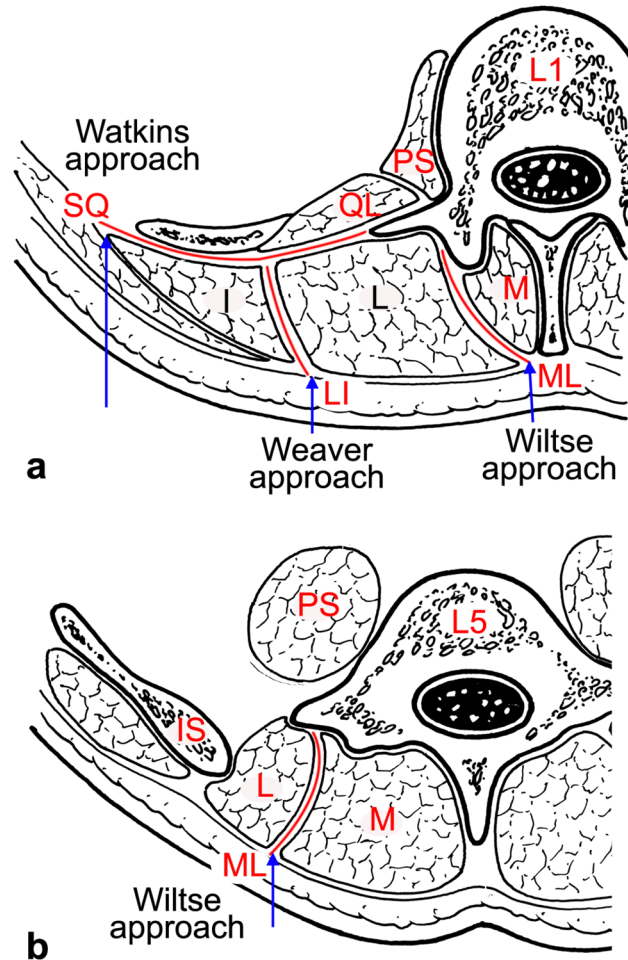 L1
Watkins
approach
PS
SQ
QL
I
L
M
LI
ML
Weaver
approach
Wiltse
approach
a
PS
L5
IS
L
M
ML
Wiltse
approach
b